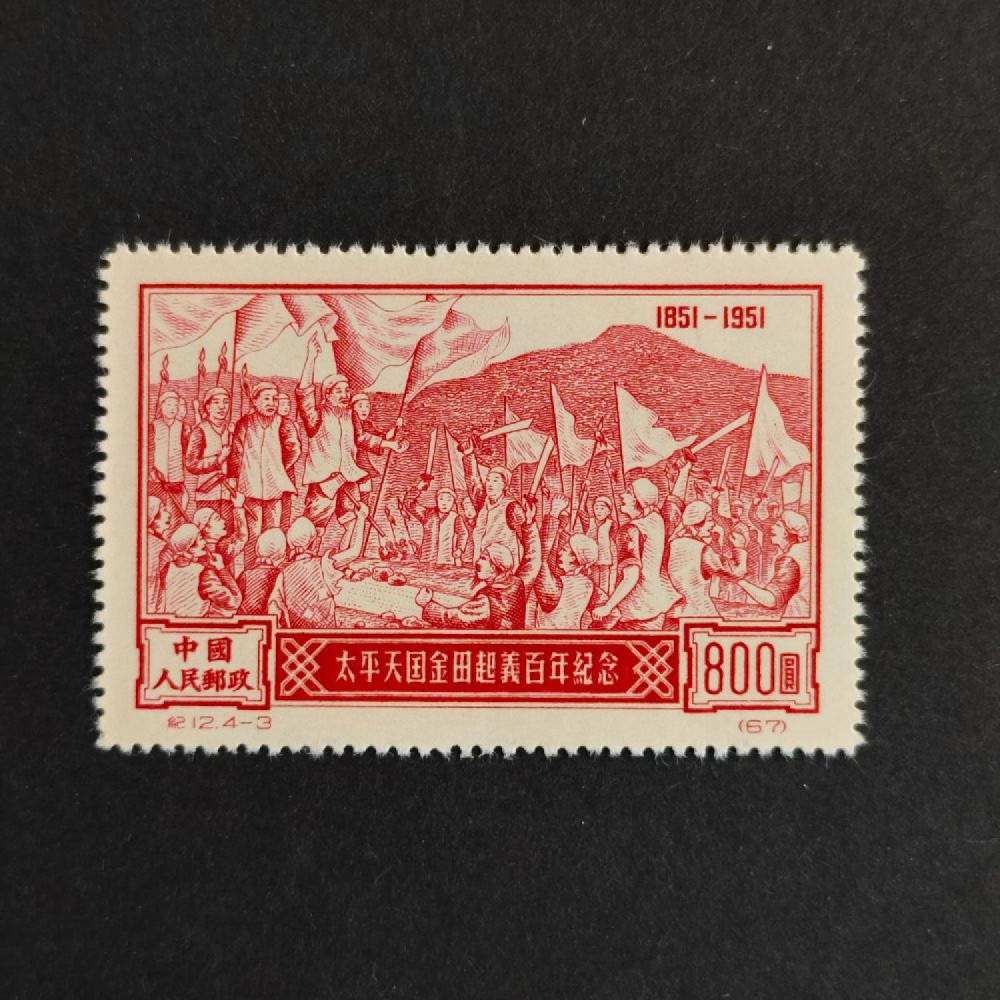 1851-1951
中國
人民郵政
太平天国金田起義百年紀念
800圓
紀12.4-3
(67)